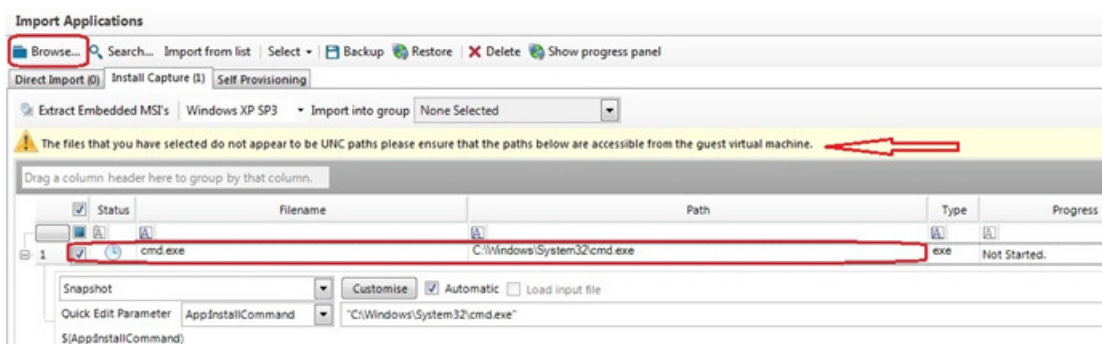 Import Applications
Browse... Search... Import from list Select Backup Restore Delete Show progress panel
Direct Import (0) Install Capture (1) Self Provisioning
Extract Embedded MSI's Windows XP SP3 Import into group None Selected
The files that you have selected do not appear to be UNC paths please ensure that the paths below are accessible from the guest virtual machine.
Drag a column header here to group by that column.
Status Filename Path Type Progress
A A A A A
1 cmd.exe C:\Windows\System32\cmd.exe exe Not Started.
Snapshot Customise Automatic Load input file
Quick Edit Parameter AppInstallCommand "C:\Windows\System32\cmd.exe"
$(AppInstallCommand)